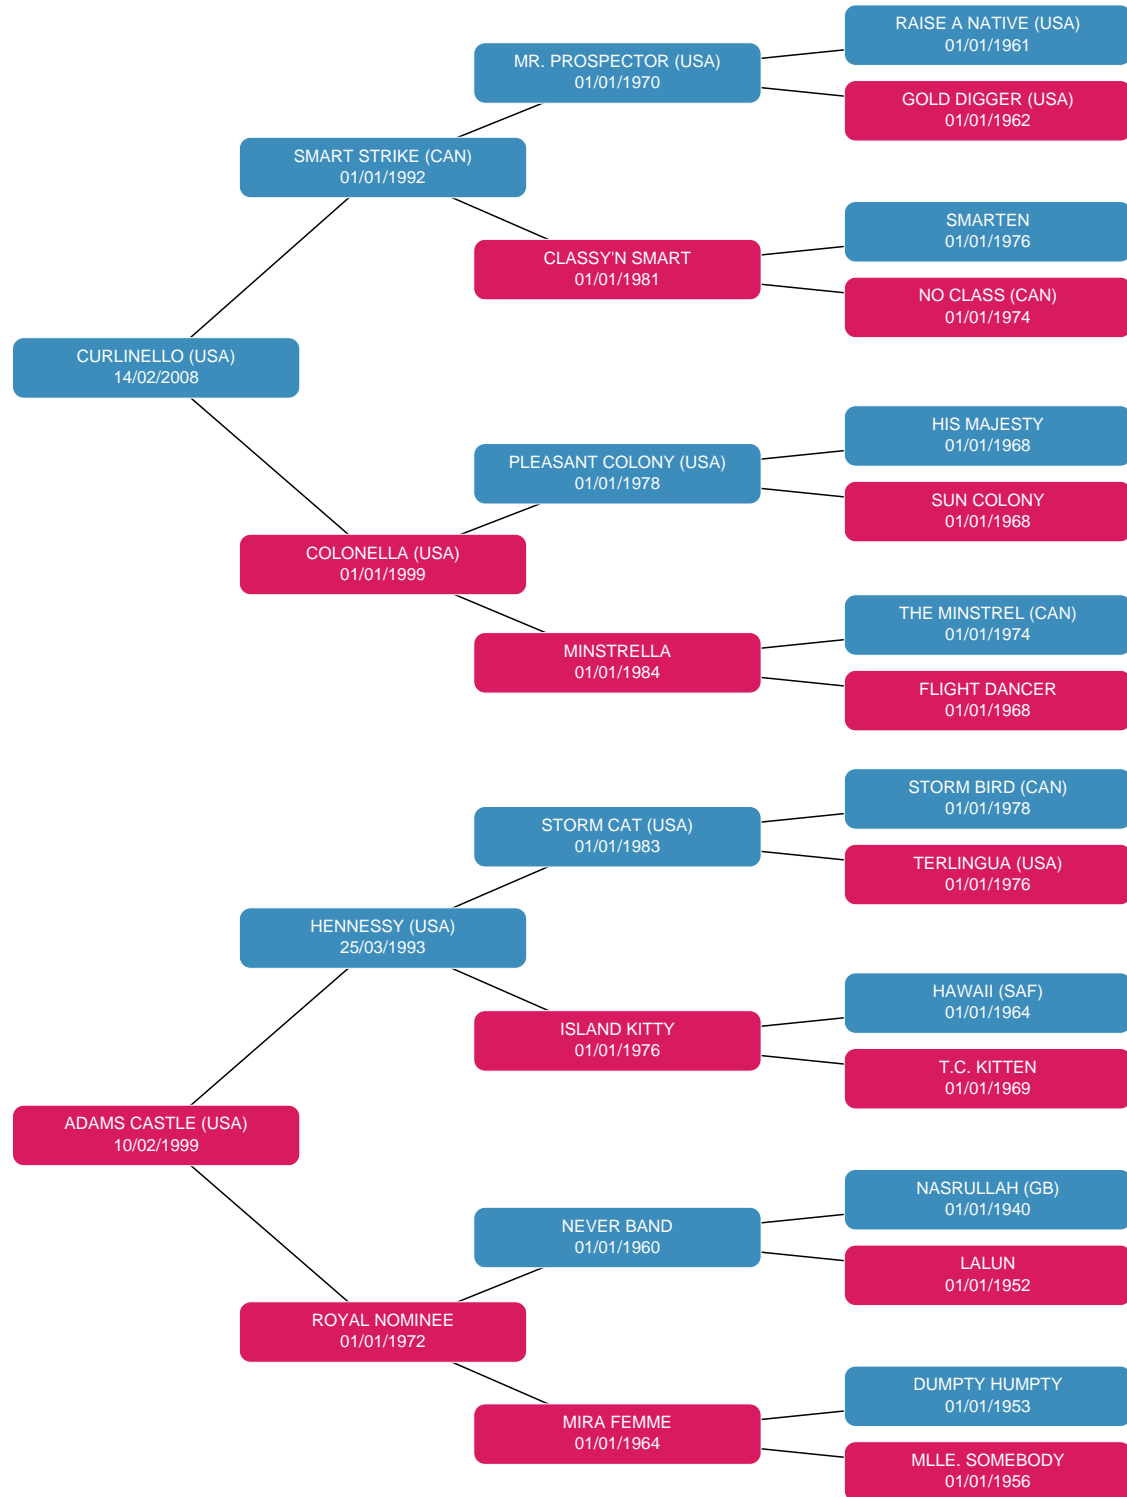 RAISE A NATIVE (USA)
01/01/1961
MR. PROSPECTOR (USA)
01/01/1970
GOLD DIGGER (USA)
01/01/1962
SMART STRIKE (CAN)
01/01/1992
SMARTEN
01/01/1976
CLASSY'N SMART
01/01/1981
NO CLASS (CAN)
01/01/1974
CURLINELLO (USA)
14/02/2008
HIS MAJESTY
01/01/1968
PLEASANT COLONY (USA)
01/01/1978
SUN COLONY
01/01/1968
COLONELLA (USA)
01/01/1999
THE MINSTREL (CAN)
01/01/1974
MINSTRELLA
01/01/1984
FLIGHT DANCER
01/01/1968
STORM BIRD (CAN)
01/01/1978
STORM CAT (USA)
01/01/1983
TERLINGUA (USA)
01/01/1976
HENNESSY (USA)
25/03/1993
HAWAII (SAF)
01/01/1964
ISLAND KITTY
01/01/1976
T.C. KITTEN
01/01/1969
ADAMS CASTLE (USA)
10/02/1999
NASRULLAH (GB)
01/01/1940
NEVER BAND
01/01/1960
LALUN
01/01/1952
ROYAL NOMINEE
01/01/1972
DUMPTY HUMPTY
01/01/1953
MIRA FEMME
01/01/1964
MLLE. SOMEBODY
01/01/1956